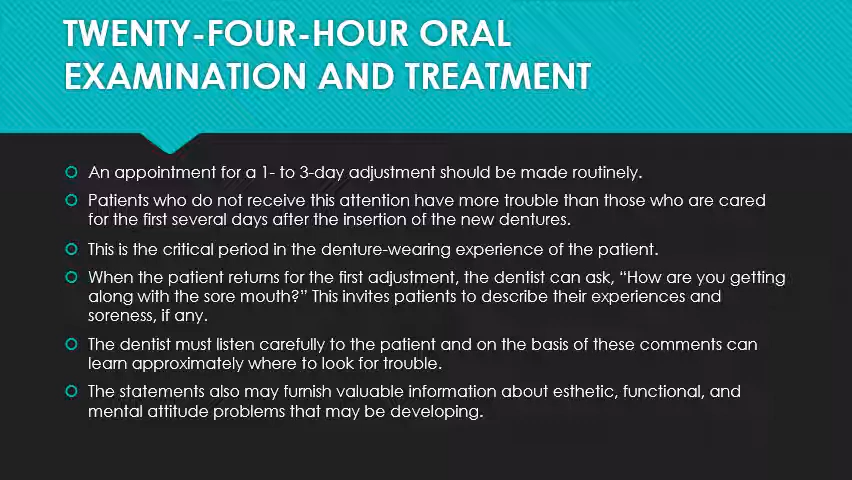 TWENTY-FOUR-HOUR ORAL
EXAMINATION AND TREATMENT
An appointment for a 1- to 3-day adjustment should be made routinely.
Patients who do not receive this attention have more trouble than those who are cared
for the first several days after the insertion of the new dentures.
This is the critical period in the denture-wearing experience of the patient.
When the patient returns for the first adjustment, the dentist can ask, “How are you getting
along with the sore mouth?” This invites patients to describe their experiences and
soreness, if any.
The dentist must listen carefully to the patient and on the basis of these comments can
learn approximately where to look for trouble.
The statements also may furnish valuable information about esthetic, functional, and
mental attitude problems that may be developing.